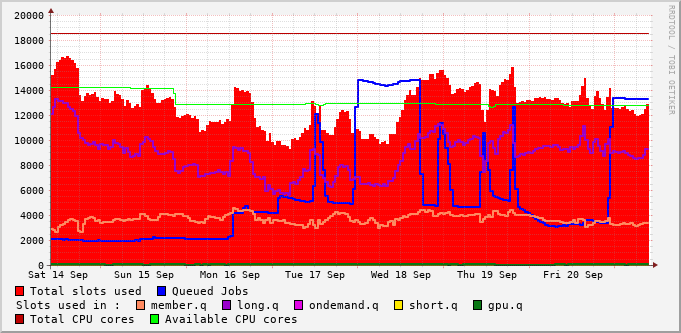 20000
18000
16000
14000
12000
10000
8000
6000
4000
2000
0
Sat 14 Sep Sun 15 Sep Mon 16 Sep Tue 17 Sep Wed 18 Sep Thu 19 Sep Fri 20 Sep
RRDTOOL / TOBI OETIKER
Total slots used Queued Jobs
Slots used in : member.q long.q ondemand.q short.q gpu.q
Total CPU cores Available CPU cores